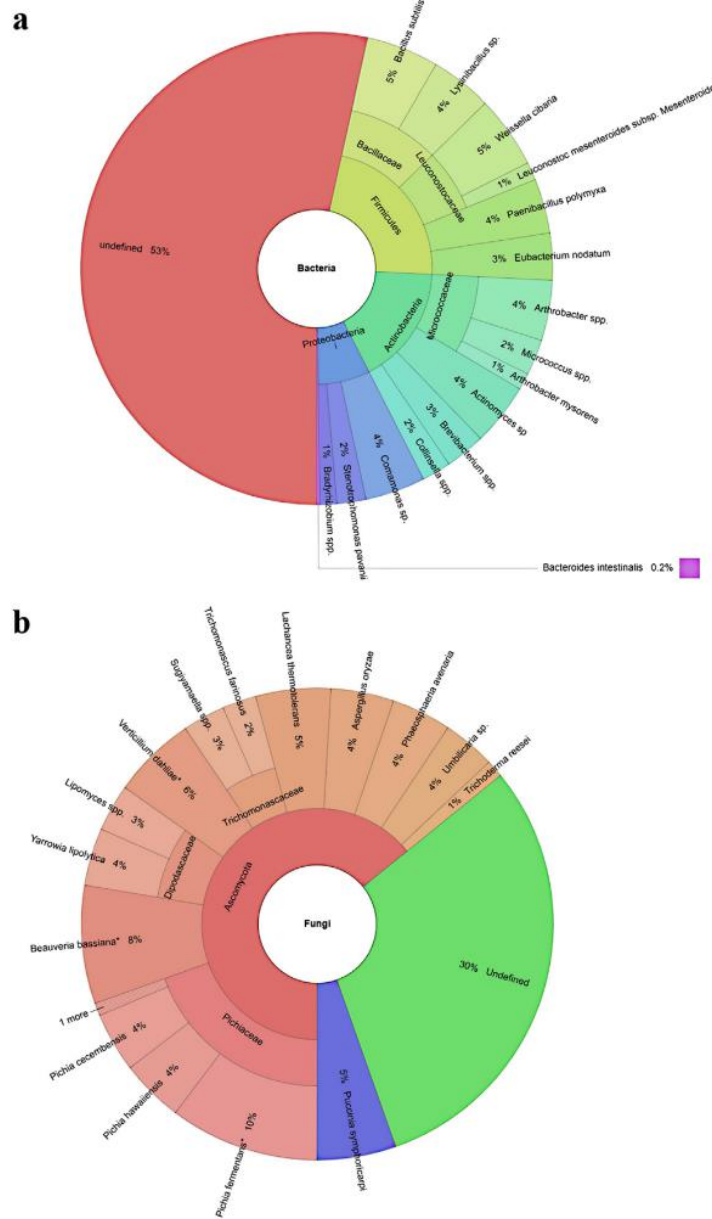 a
5% Bacillus subtilis
4% Lysinibacillus sp.
5% Weissella cibaria
1% Leuconostoc mesenteroides subsp. Mesenteroide
4% Paenibacillus polymyxa
3% Eubacterium nodatum
Bacillaceae
Leuconostocaceae
Firmicules
undefined 53%
Bacteria
4% Arthrobacter spp.
2% Micrococcus spp.
1% Arthrobacter mysorens
4% Actinomyces sp
3% Brevibacterium spp.
2% Collinsella spp.
Micrococcaceae
Actinobacteria
Proteobacteria
4% Comamonas sp.
2% Stenotrophomonas pavanii
1% Bradyrhizobium spp.
Bacteroides intestinalis 0.2%
b
Trichomonascus farinosus 2%
Sugiyamaella spp. 3%
Verticillium dahliae* 6%
Lipomyces spp. 3%
Yarrowia lipolytica 4%
Beauveria bassiana* 8%
1 more
Pichia cecembensis 4%
Pichia hawaiiensis 4%
Pichia fermentans* 10%
Lachancea thermotolerans 5%
4% Aspergillus oryzae
4% Phaeosphaeria avenaria
4% Umbilicaria sp.
1% Trichoderma reesei
Trichomonascaceae
Dipodascaceae
Ascomycota
Pichiaceae
Fungi
30% Undefined
5% Puccinia symphoricarpi